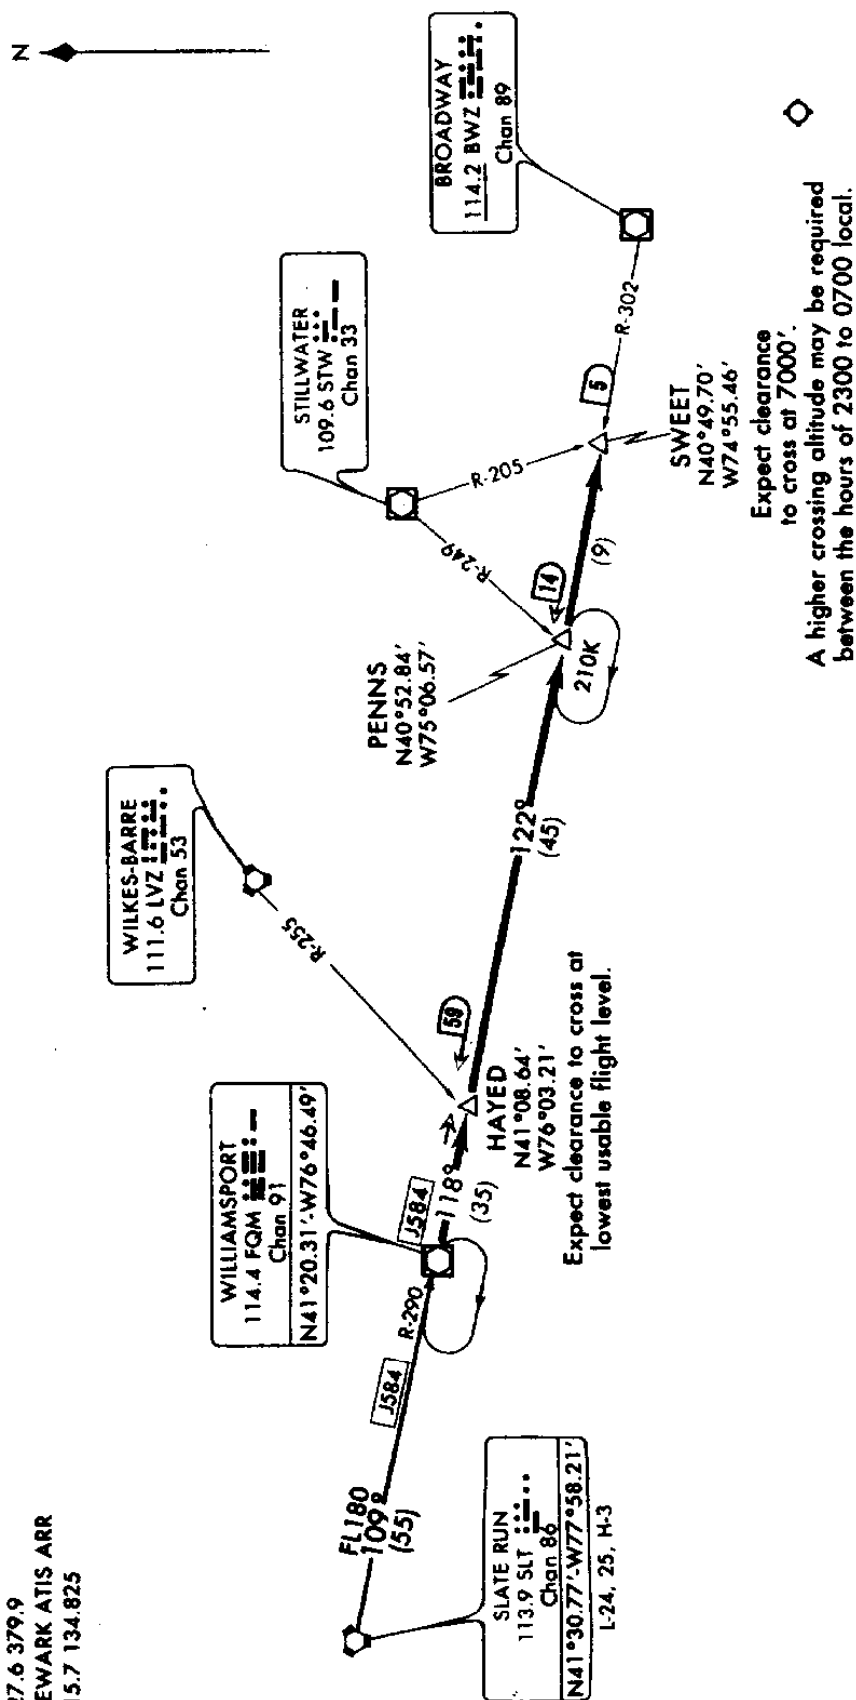 27.6 379.9
EWARK ATIS ARR
15.7 134.825
N
SLATE RUN
113.9 SLT
Chan 86
N41°30.77'-W77°58.21'
L-24, 25, H-3
FL180
109°
(55)
J584
R-290
WILLIAMSPORT
114.4 FQM
Chan 91
N41°20.31'-W76°46.49'
J584
118°
(35)
HAYED
N41°08.64'
W76°03.21'
Expect clearance to cross at
lowest usable flight level.
59
WILKES-BARRE
111.6 LVZ
Chan 53
R-255
122°
(45)
PENNS
N40°52.84'
W75°06.57'
210K
14
(9)
STILLWATER
109.6 STW
Chan 33
R-249
R-205
5
SWEET
N40°49.70'
W74°55.46'
Expect clearance
to cross at 7000'.
A higher crossing altitude may be required
between the hours of 2300 to 0700 local.
R-302
BROADWAY
114.2 BWZ
Chan 89